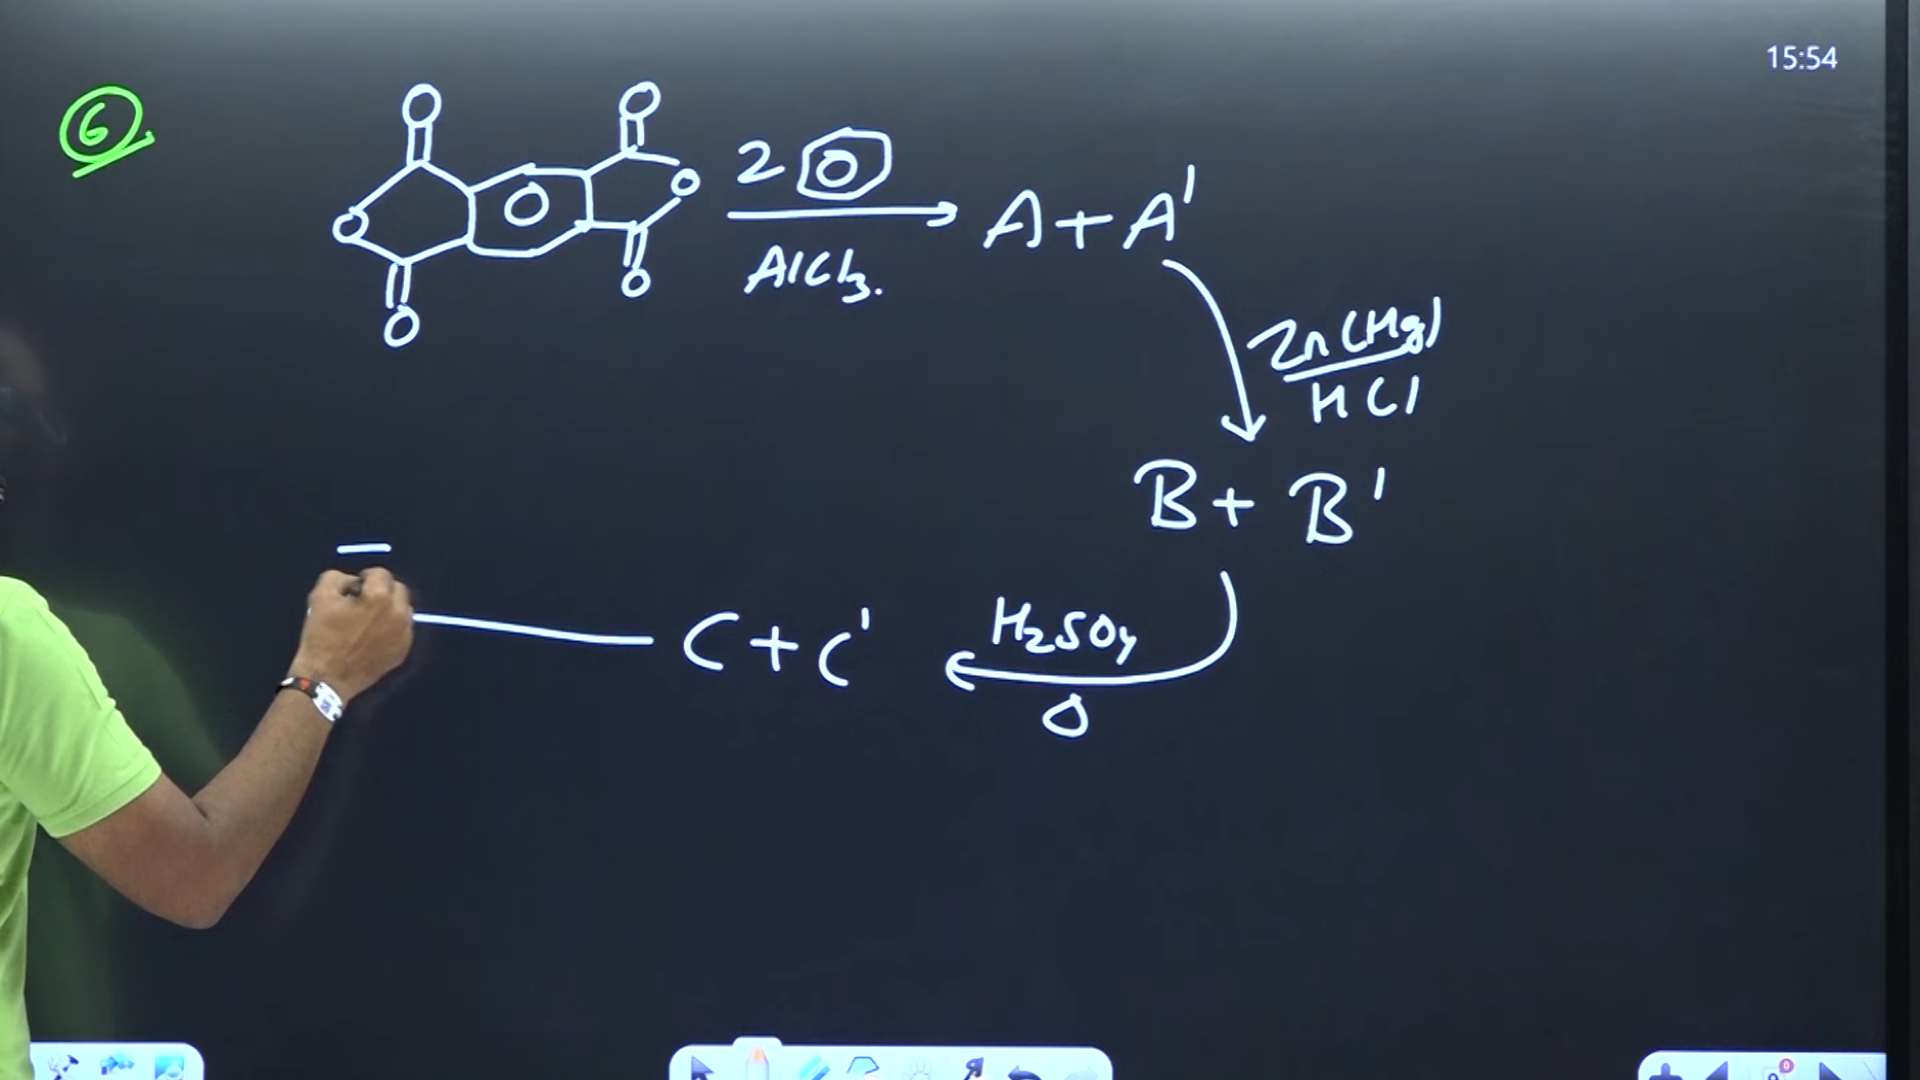 15:54
6
O O
2 O
O O
A + A'
AlCl3.
O O
Zn(Hg)
HCl
B + B'
H2SO4
C + C'
O